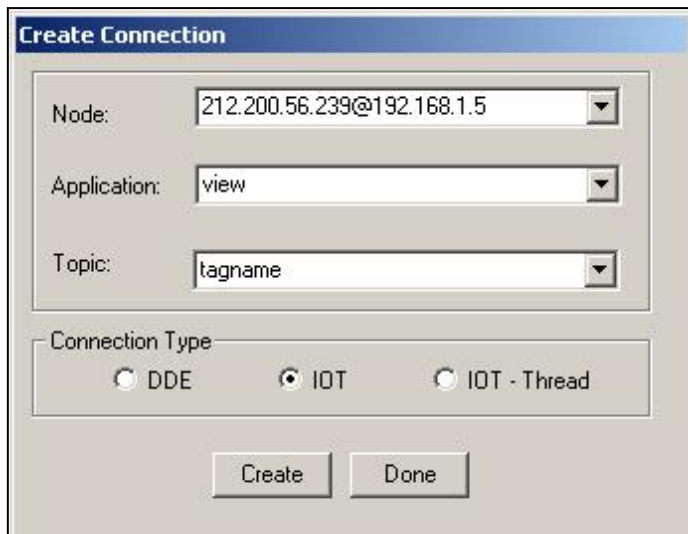 Create Connection
Node: 212.200.56.239@192.168.1.5
Application: view
Topic: tagname
Connection Type
DDE IOT IOT - Thread
Create Done